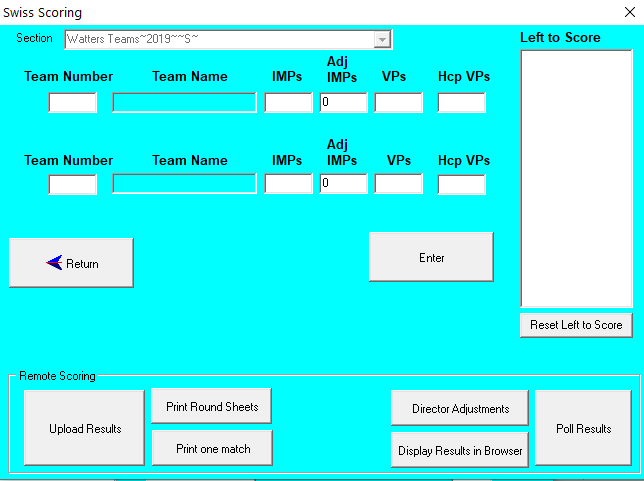 Swiss Scoring
Section Watters Teams~2019~~S~
Left to Score
Team Number Team Name IMPs Adj IMPs VPs Hcp VPs
0
Team Number Team Name IMPs Adj IMPs VPs Hcp VPs
0
Return
Enter
Reset Left to Score
Remote Scoring
Upload Results
Print Round Sheets
Print one match
Director Adjustments
Display Results in Browser
Poll Results